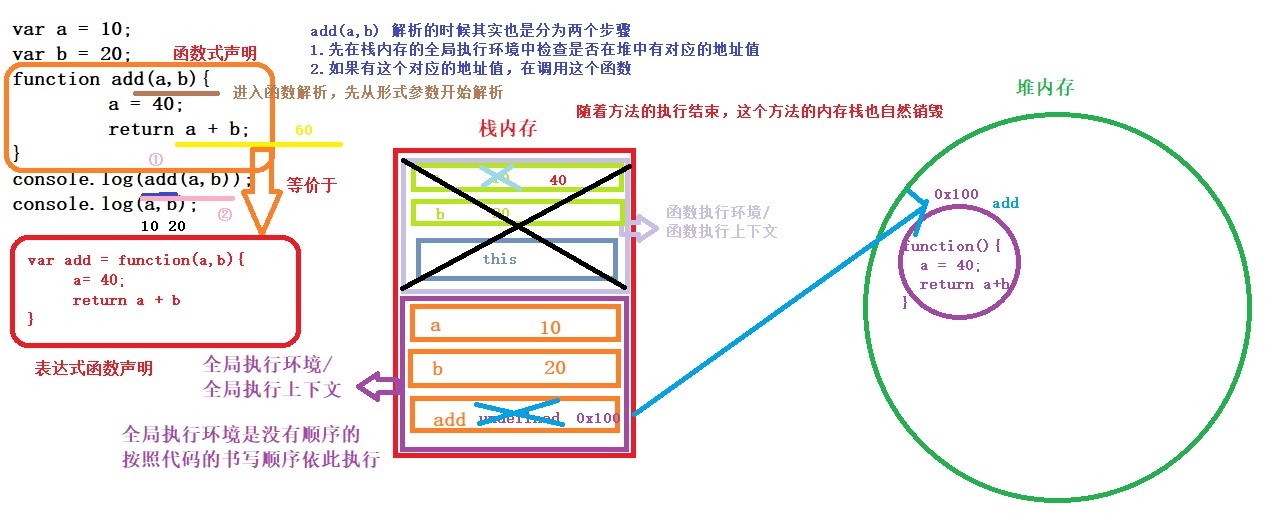 var a = 10;
var b = 20;
函数式声明
function add(a,b){
a = 40;
return a + b;
}
60
①
console.log(add(a,b));
console.log(a,b);
②
10 20
等价于
var add = function(a,b){
a= 40;
return a + b
}
表达式函数声明
add(a,b) 解析的时候其实也是分为两个步骤
1. 先在栈内存的全局执行环境中检查是否在堆中有对应的地址值
2. 如果有这个对应的地址值，在调用这个函数
进入函数解析，先从形式参数开始解析
随着方法的执行结束，这个方法的内存栈也自然销毁
栈内存
40
b
this
函数执行环境/
函数执行上下文
a 10
b 20
add undefined 0x100
全局执行环境/
全局执行上下文
全局执行环境是没有顺序的
按照代码的书写顺序依此执行
堆内存
0x100
add
function(){
a = 40;
return a+b
}